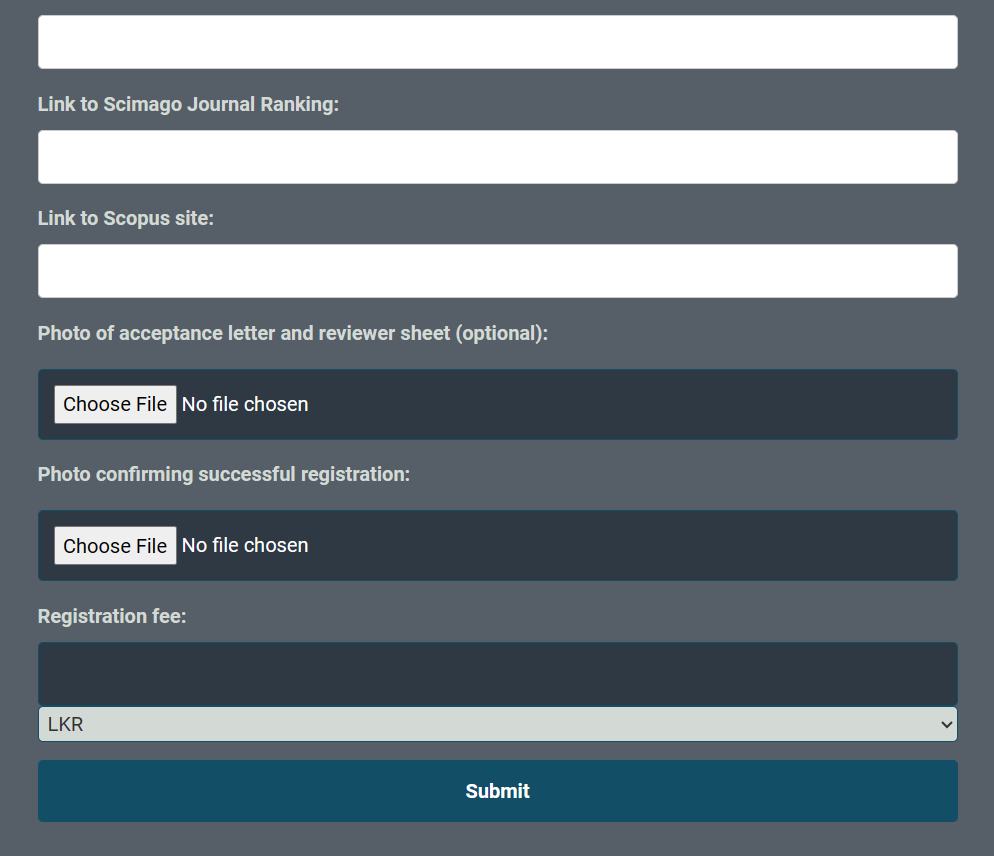 Link to Scimago Journal Ranking:
Link to Scopus site:
Photo of acceptance letter and reviewer sheet (optional):
Choose File No file chosen
Photo confirming successful registration:
Choose File No file chosen
Registration fee:
LKR
Submit